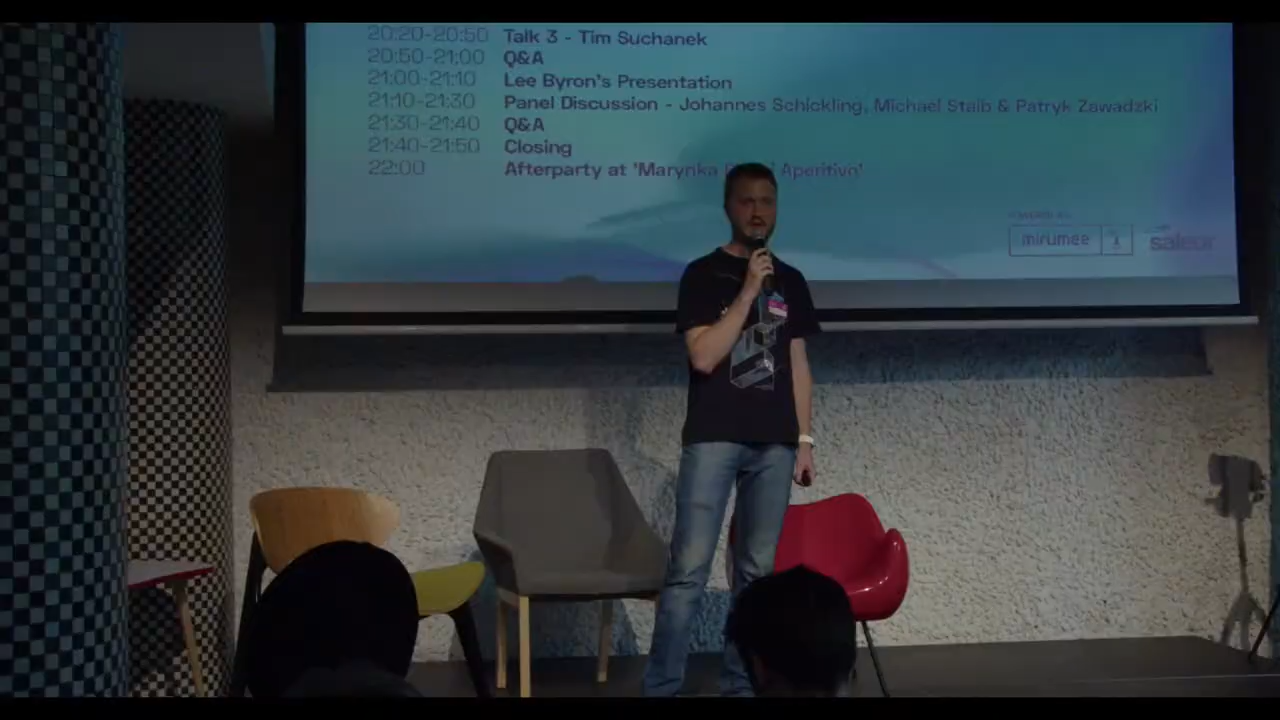 20:20-20:50 Talk 3 - Tim Suchanek
20:50-21:00 Q&A
21:00-21:10 Lee Byron's Presentation
21:10-21:30 Panel Discussion - Johannes Schickling, Michael Staib & Patryk Zawadzki
21:30-21:40 Q&A
21:40-21:50 Closing
22:00 Afterparty at 'Marynka Aperitivo'
mirumee
saleor